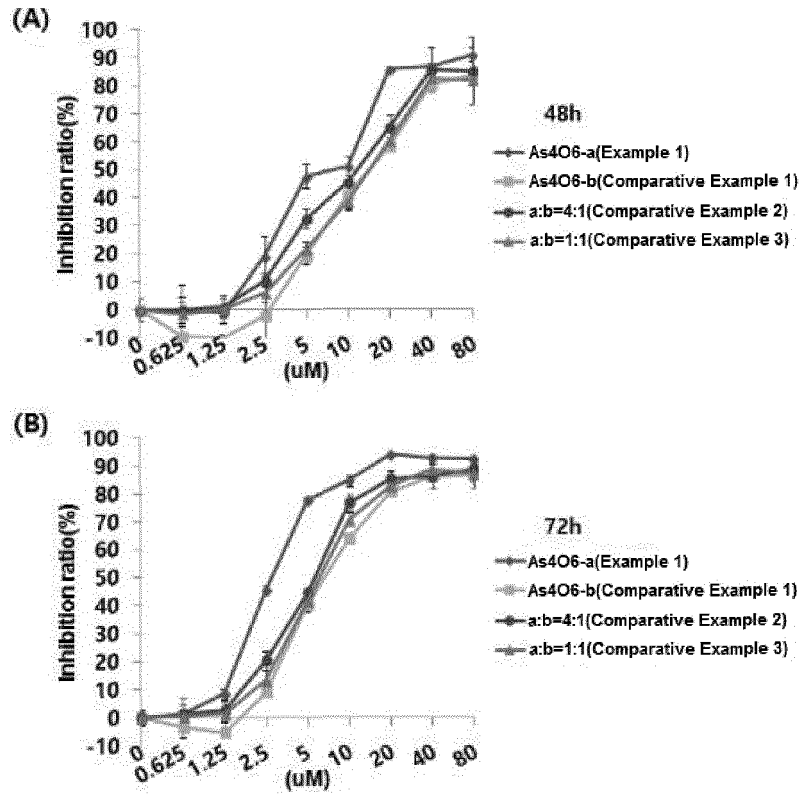 (A)
100
90
80
70
60
50
40
30
20
10
0
-10
Inhibition ratio(%)
0
0.625
1.25
2.5
5
10
20
40
80
(uM)
48h
As4O6-a(Example 1)
As4O6-b(Comparative Example 1)
a:b=4:1(Comparative Example 2)
a:b=1:1(Comparative Example 3)
(B)
100
90
80
70
60
50
40
30
20
10
0
-10
Inhibition ratio(%)
0
0.625
1.25
2.5
5
10
20
40
80
(uM)
72h
As4O6-a(Example 1)
As4O6-b(Comparative Example 1)
a:b=4:1(Comparative Example 2)
a:b=1:1(Comparative Example 3)